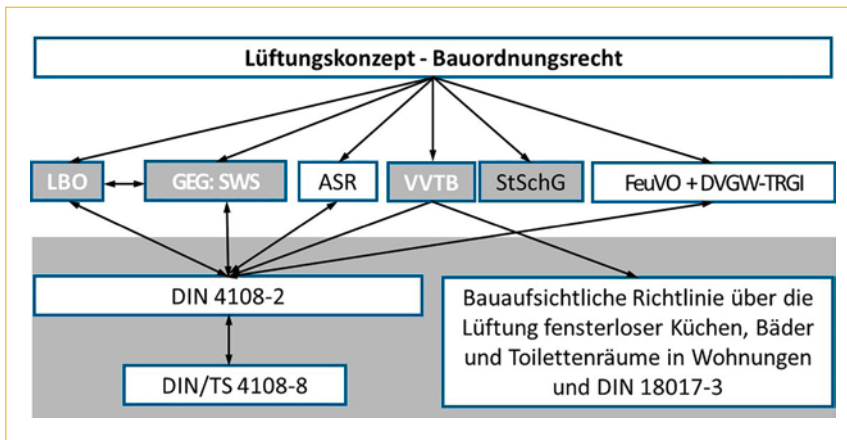 Lüftungskonzept - Bauordnungsrecht
LBO
GEG: SWS
ASR
VVTB
StSchG
FeuVO + DVGW-TRGI
DIN 4108-2
DIN/TS 4108-8
Bauaufsichtliche Richtlinie über die
Lüftung fensterloser Küchen, Bäder
und Toilettenräume in Wohnungen
und DIN 18017-3